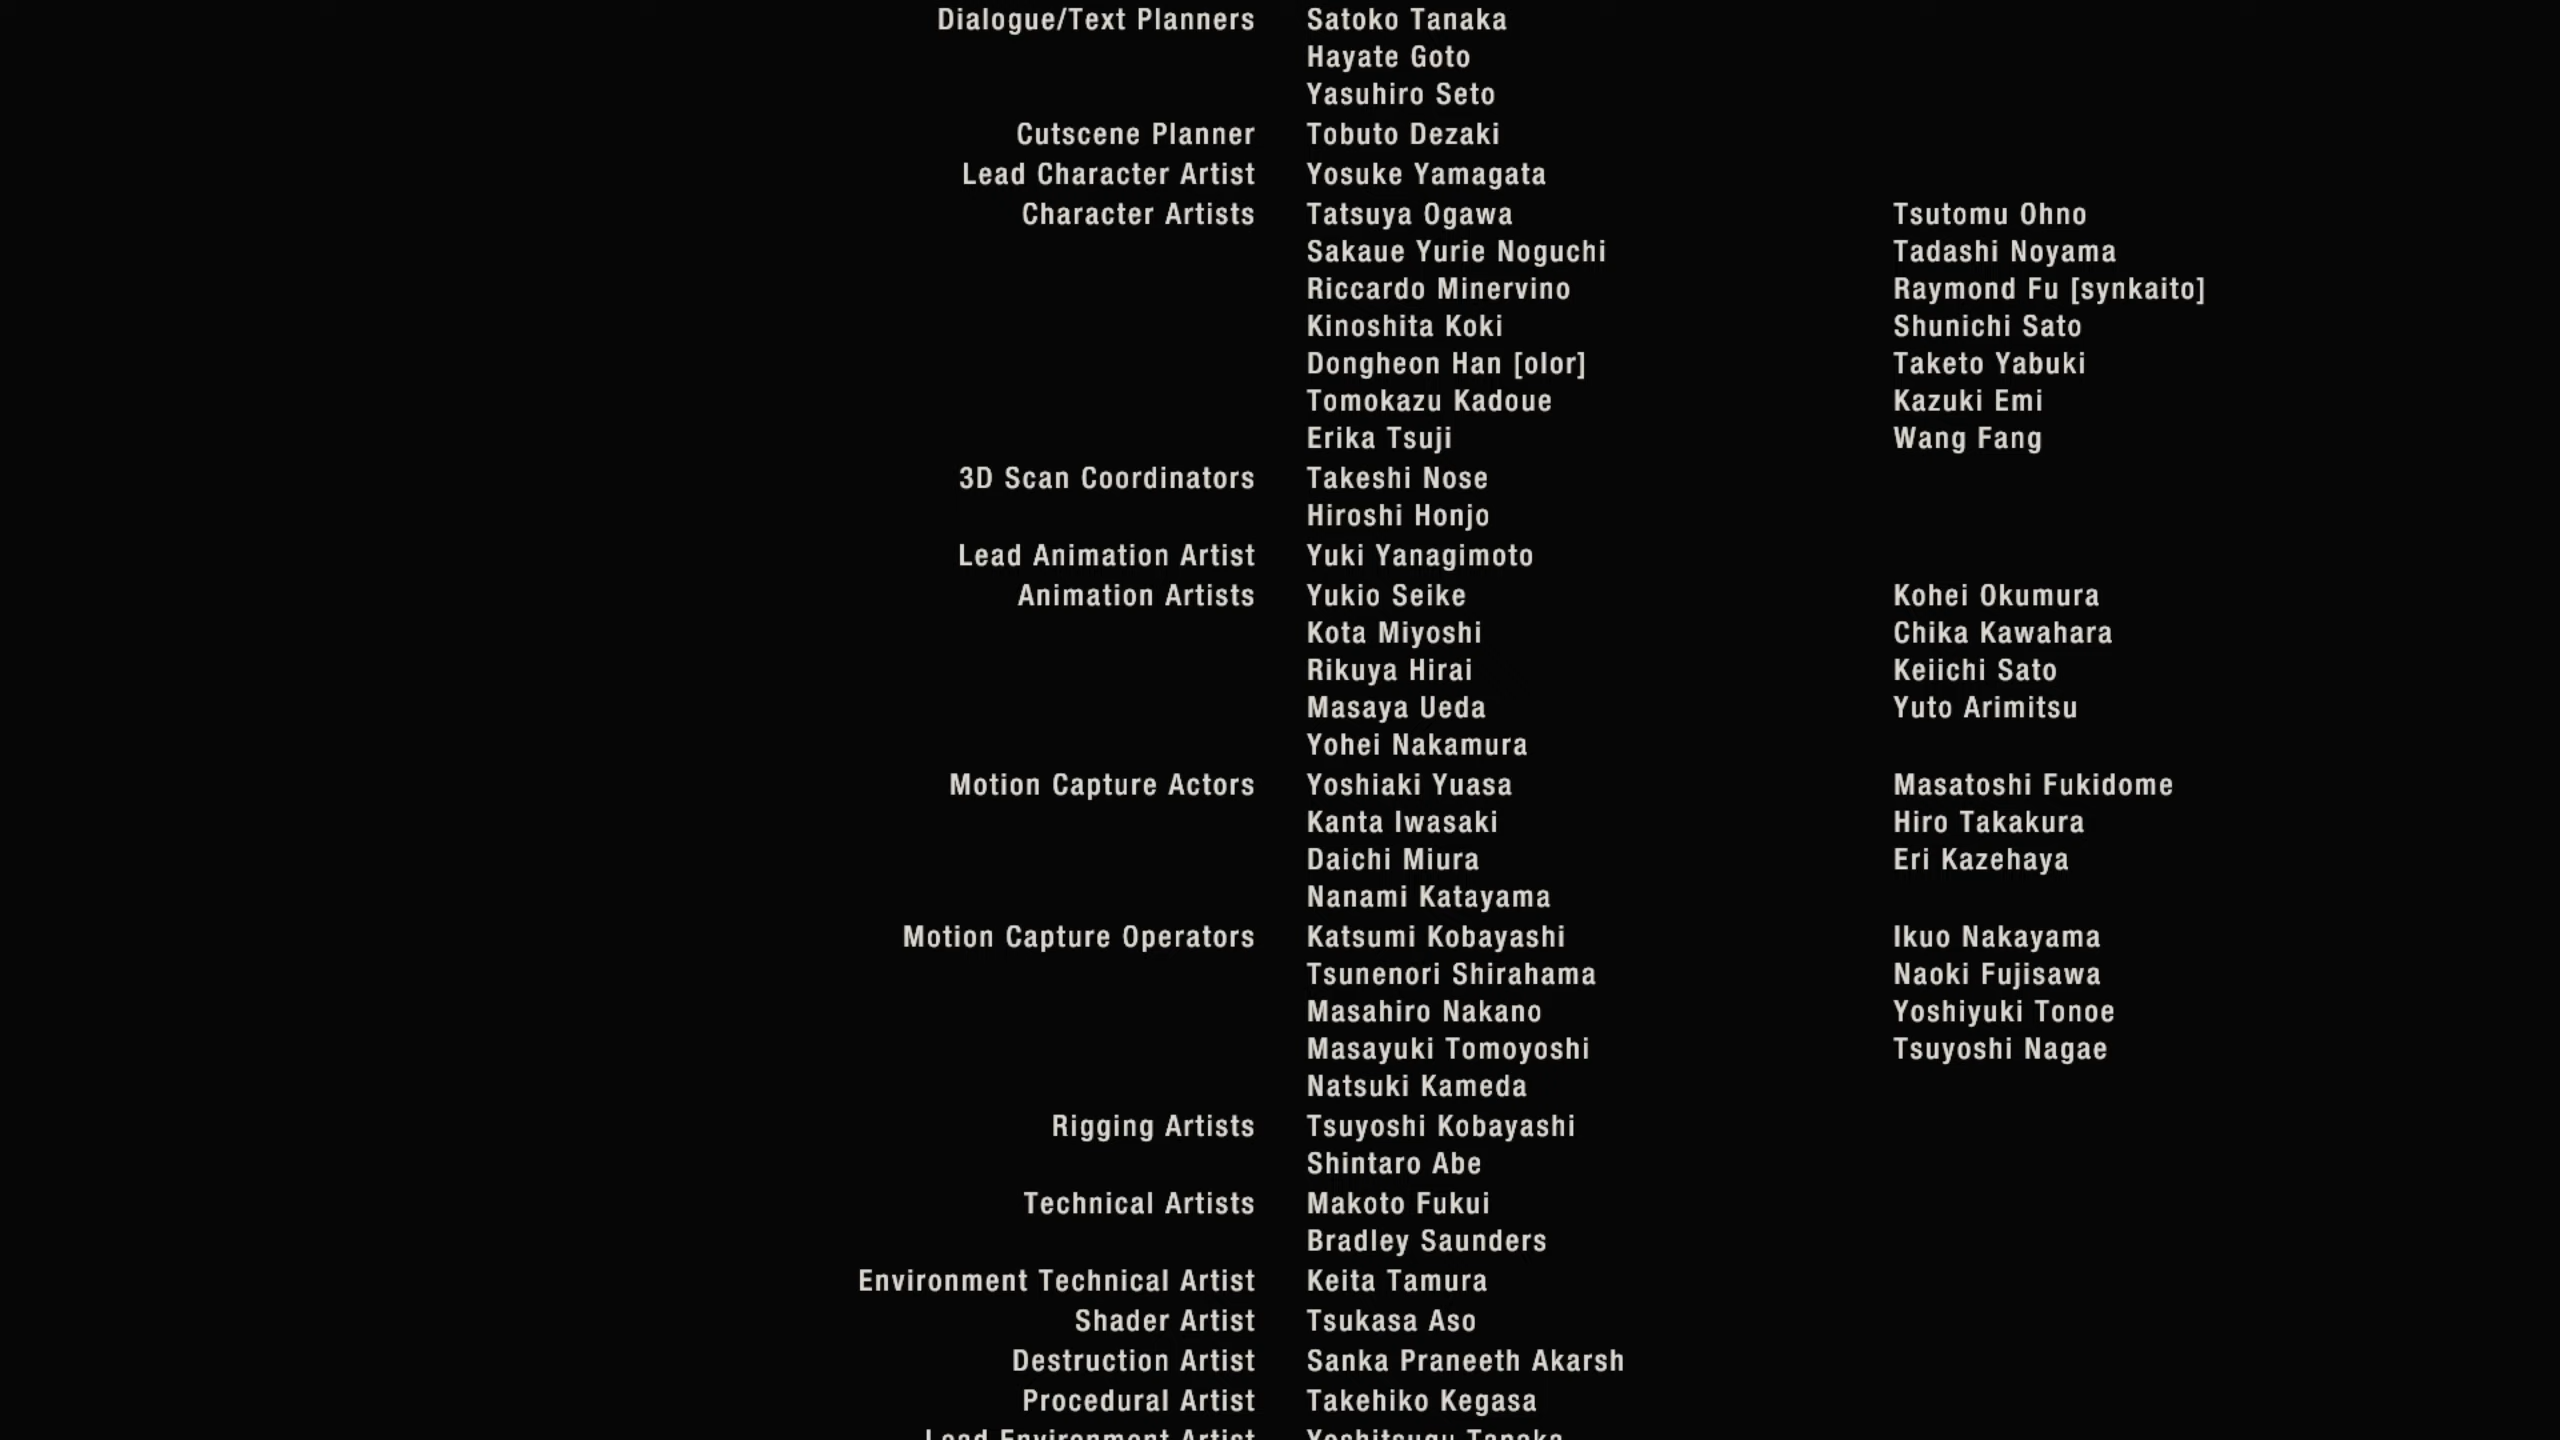 Dialogue/Text Planners Satoko Tanaka
Hayate Goto
Yasuhiro Seto
Cutscene Planner Tobuto Dezaki
Lead Character Artist Yosuke Yamagata
Character Artists Tatsuya Ogawa Tsutomu Ohno
Sakaue Yurie Noguchi Tadashi Noyama
Riccardo Minervino Raymond Fu [synkaito]
Kinoshita Koki Shunichi Sato
Dongheon Han [olor] Taketo Yabuki
Tomokazu Kadoue Kazuki Emi
Erika Tsuji Wang Fang
3D Scan Coordinators Takeshi Nose
Hiroshi Honjo
Lead Animation Artist Yuki Yanagimoto
Animation Artists Yukio Seike Kohei Okumura
Kota Miyoshi Chika Kawahara
Rikuya Hirai Keiichi Sato
Masaya Ueda Yuto Arimitsu
Yohei Nakamura
Motion Capture Actors Yoshiaki Yuasa Masatoshi Fukidome
Kanta Iwasaki Hiro Takakura
Daichi Miura Eri Kazehaya
Nanami Katayama
Motion Capture Operators Katsumi Kobayashi Ikuo Nakayama
Tsunenori Shirahama Naoki Fujisawa
Masahiro Nakano Yoshiyuki Tonoe
Masayuki Tomoyoshi Tsuyoshi Nagae
Natsuki Kameda
Rigging Artists Tsuyoshi Kobayashi
Shintaro Abe
Technical Artists Makoto Fukui
Bradley Saunders
Environment Technical Artist Keita Tamura
Shader Artist Tsukasa Aso
Destruction Artist Sanka Praneeth Akarsh
Procedural Artist Takehiko Kegasa
Lead Environment Artist Yoshitsugu Tanaka